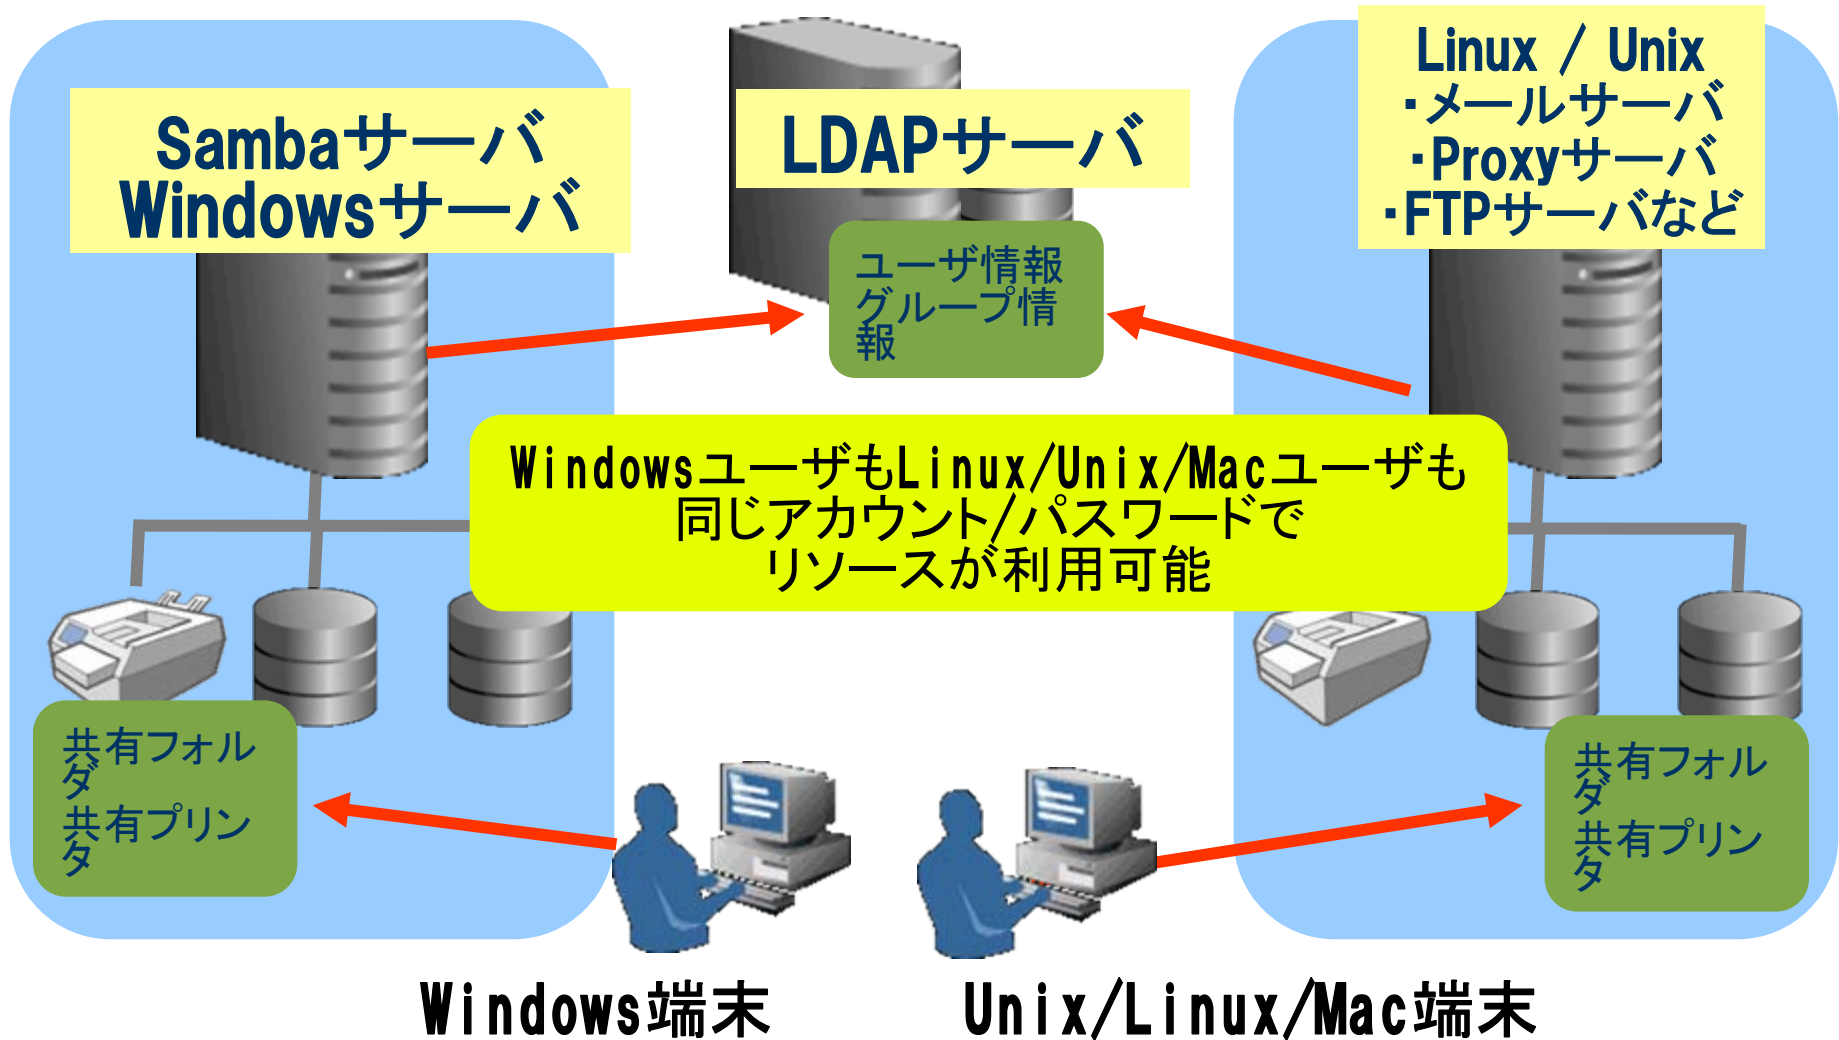 Sambaサーバ
Windowsサーバ
LDAPサーバ
ユーザ情報
グループ情
報
Linux / Unix
・メールサーバ
・Proxyサーバ
・FTPサーバなど
WindowsユーザもLinux/Unix/Macユーザも
同じアカウント/パスワードで
リソースが利用可能
共有フォル
ダ
共有プリン
タ
共有フォル
ダ
共有プリン
タ
Windows端末
Unix/Linux/Mac端末